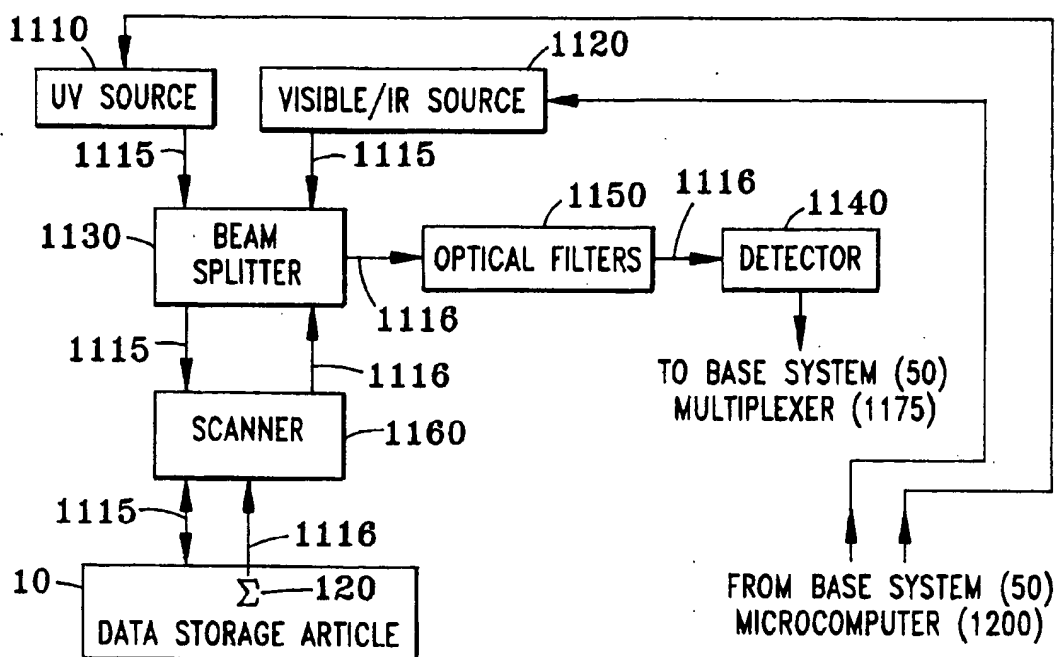 1110
1120
UV SOURCE
VISIBLE/IR SOURCE
1115
1115
1150
1116
1140
1130
BEAM
SPLITTER
OPTICAL FILTERS
DETECTOR
1116
1115
1116
TO BASE SYSTEM (50)
MULTIPLEXER (1175)
SCANNER
1160
1115
1116
10
Σ
120
DATA STORAGE ARTICLE
FROM BASE SYSTEM (50)
MICROCOMPUTER (1200)